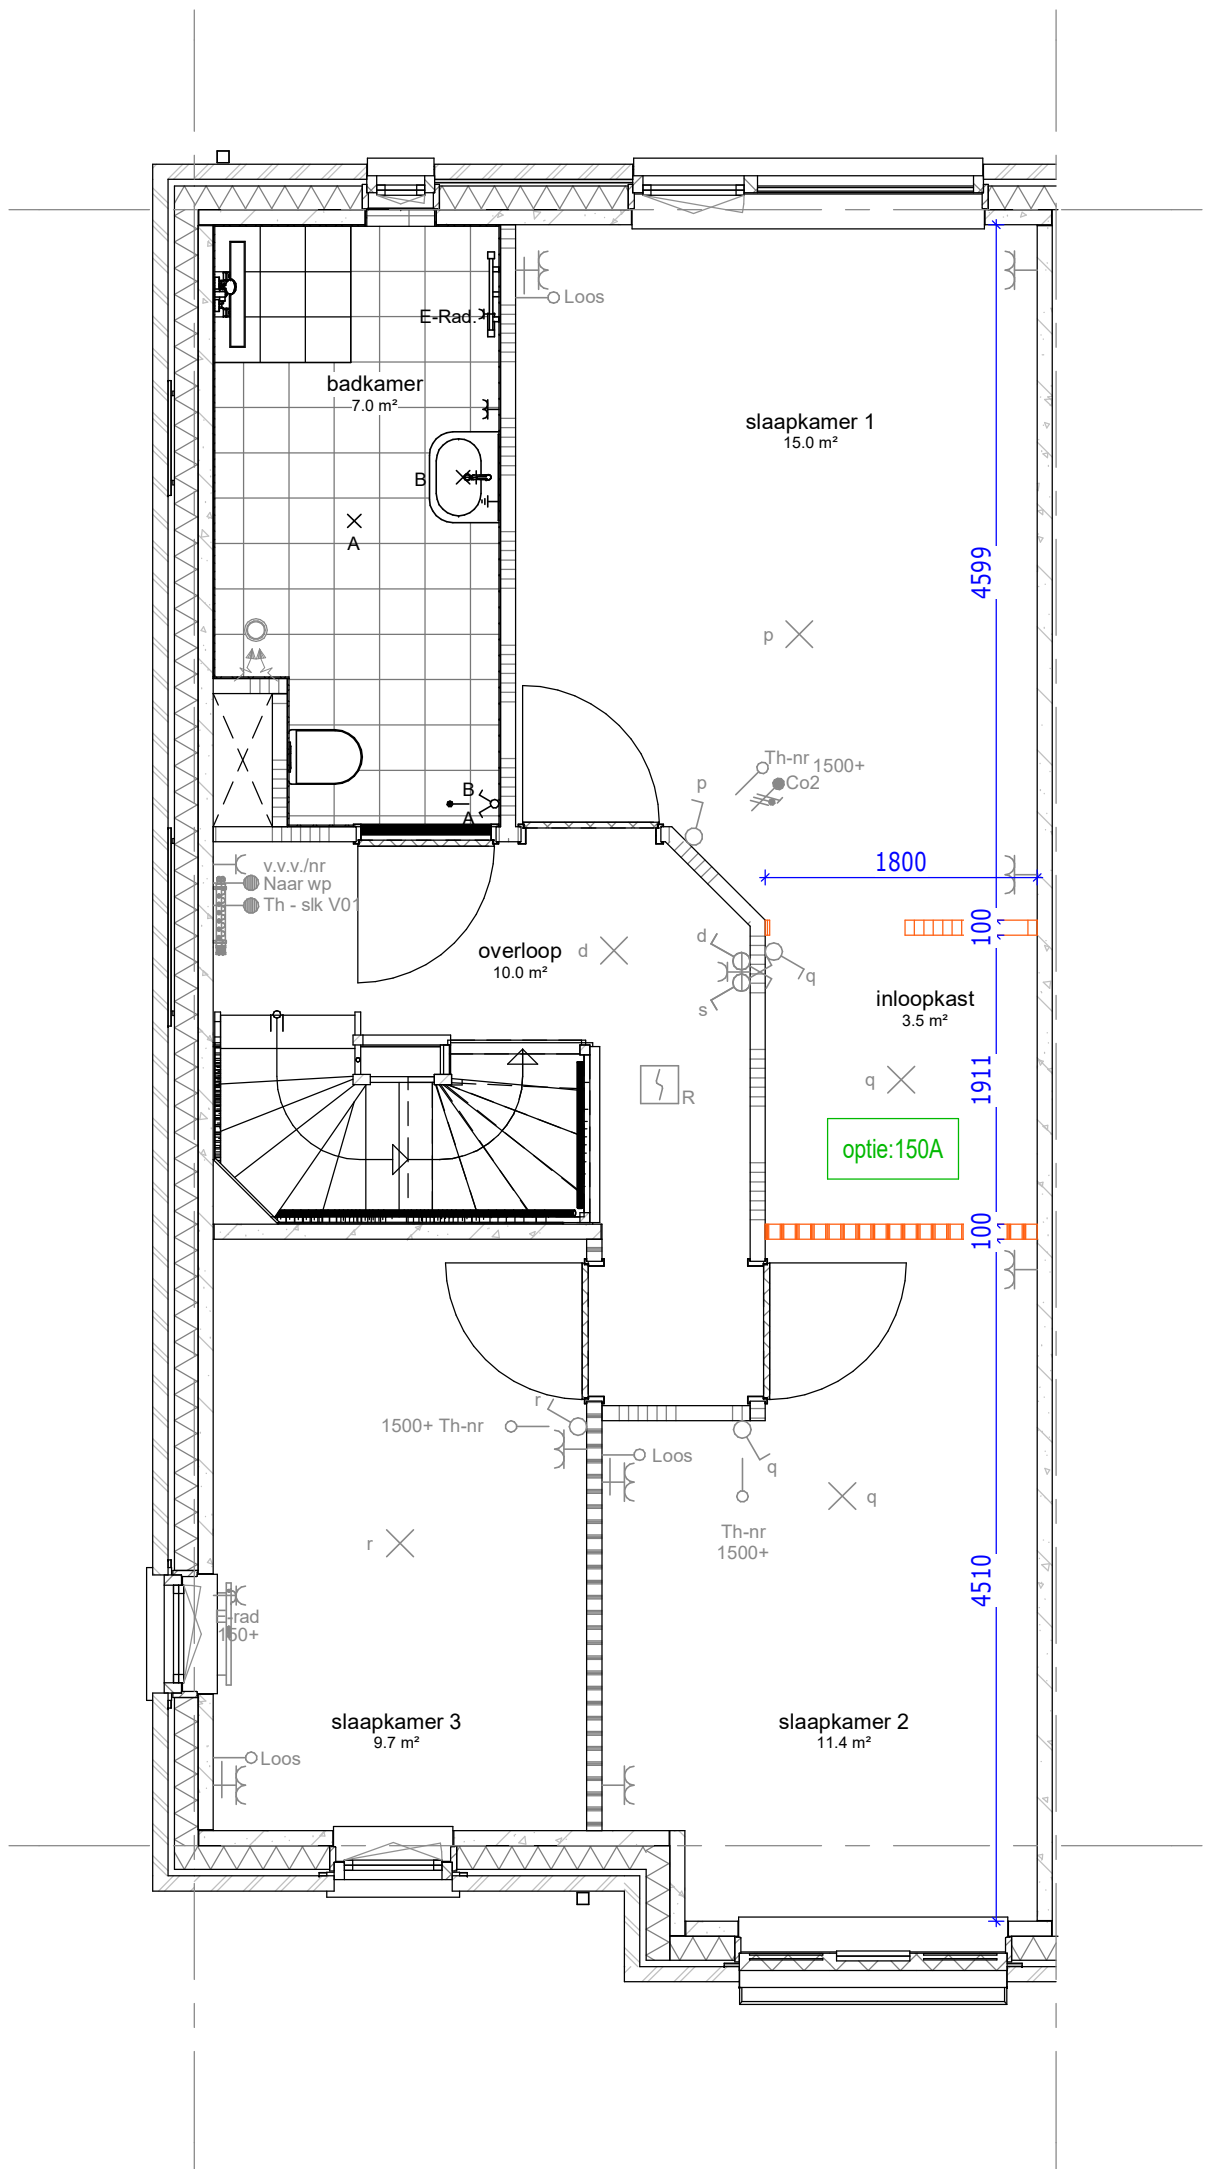 Loos
E-Rad.
badkamer
7.0 m²
slaapkamer 1
15.0 m²
B
A
4599
p
Th-nr
1500+
Co2
p
B
A
1800
v.v.v./nr
Naar wp
Th - slk V01
100
overloop
10.0 m²
d
d
q
s
inloopkast
3.5 m²
q
1911
R
optie:150A
100
r
1500+ Th-nr
Loos
q
q
Th-nr
1500+
r
4510
E-rad
150+
slaapkamer 3
9.7 m²
slaapkamer 2
11.4 m²
Loos